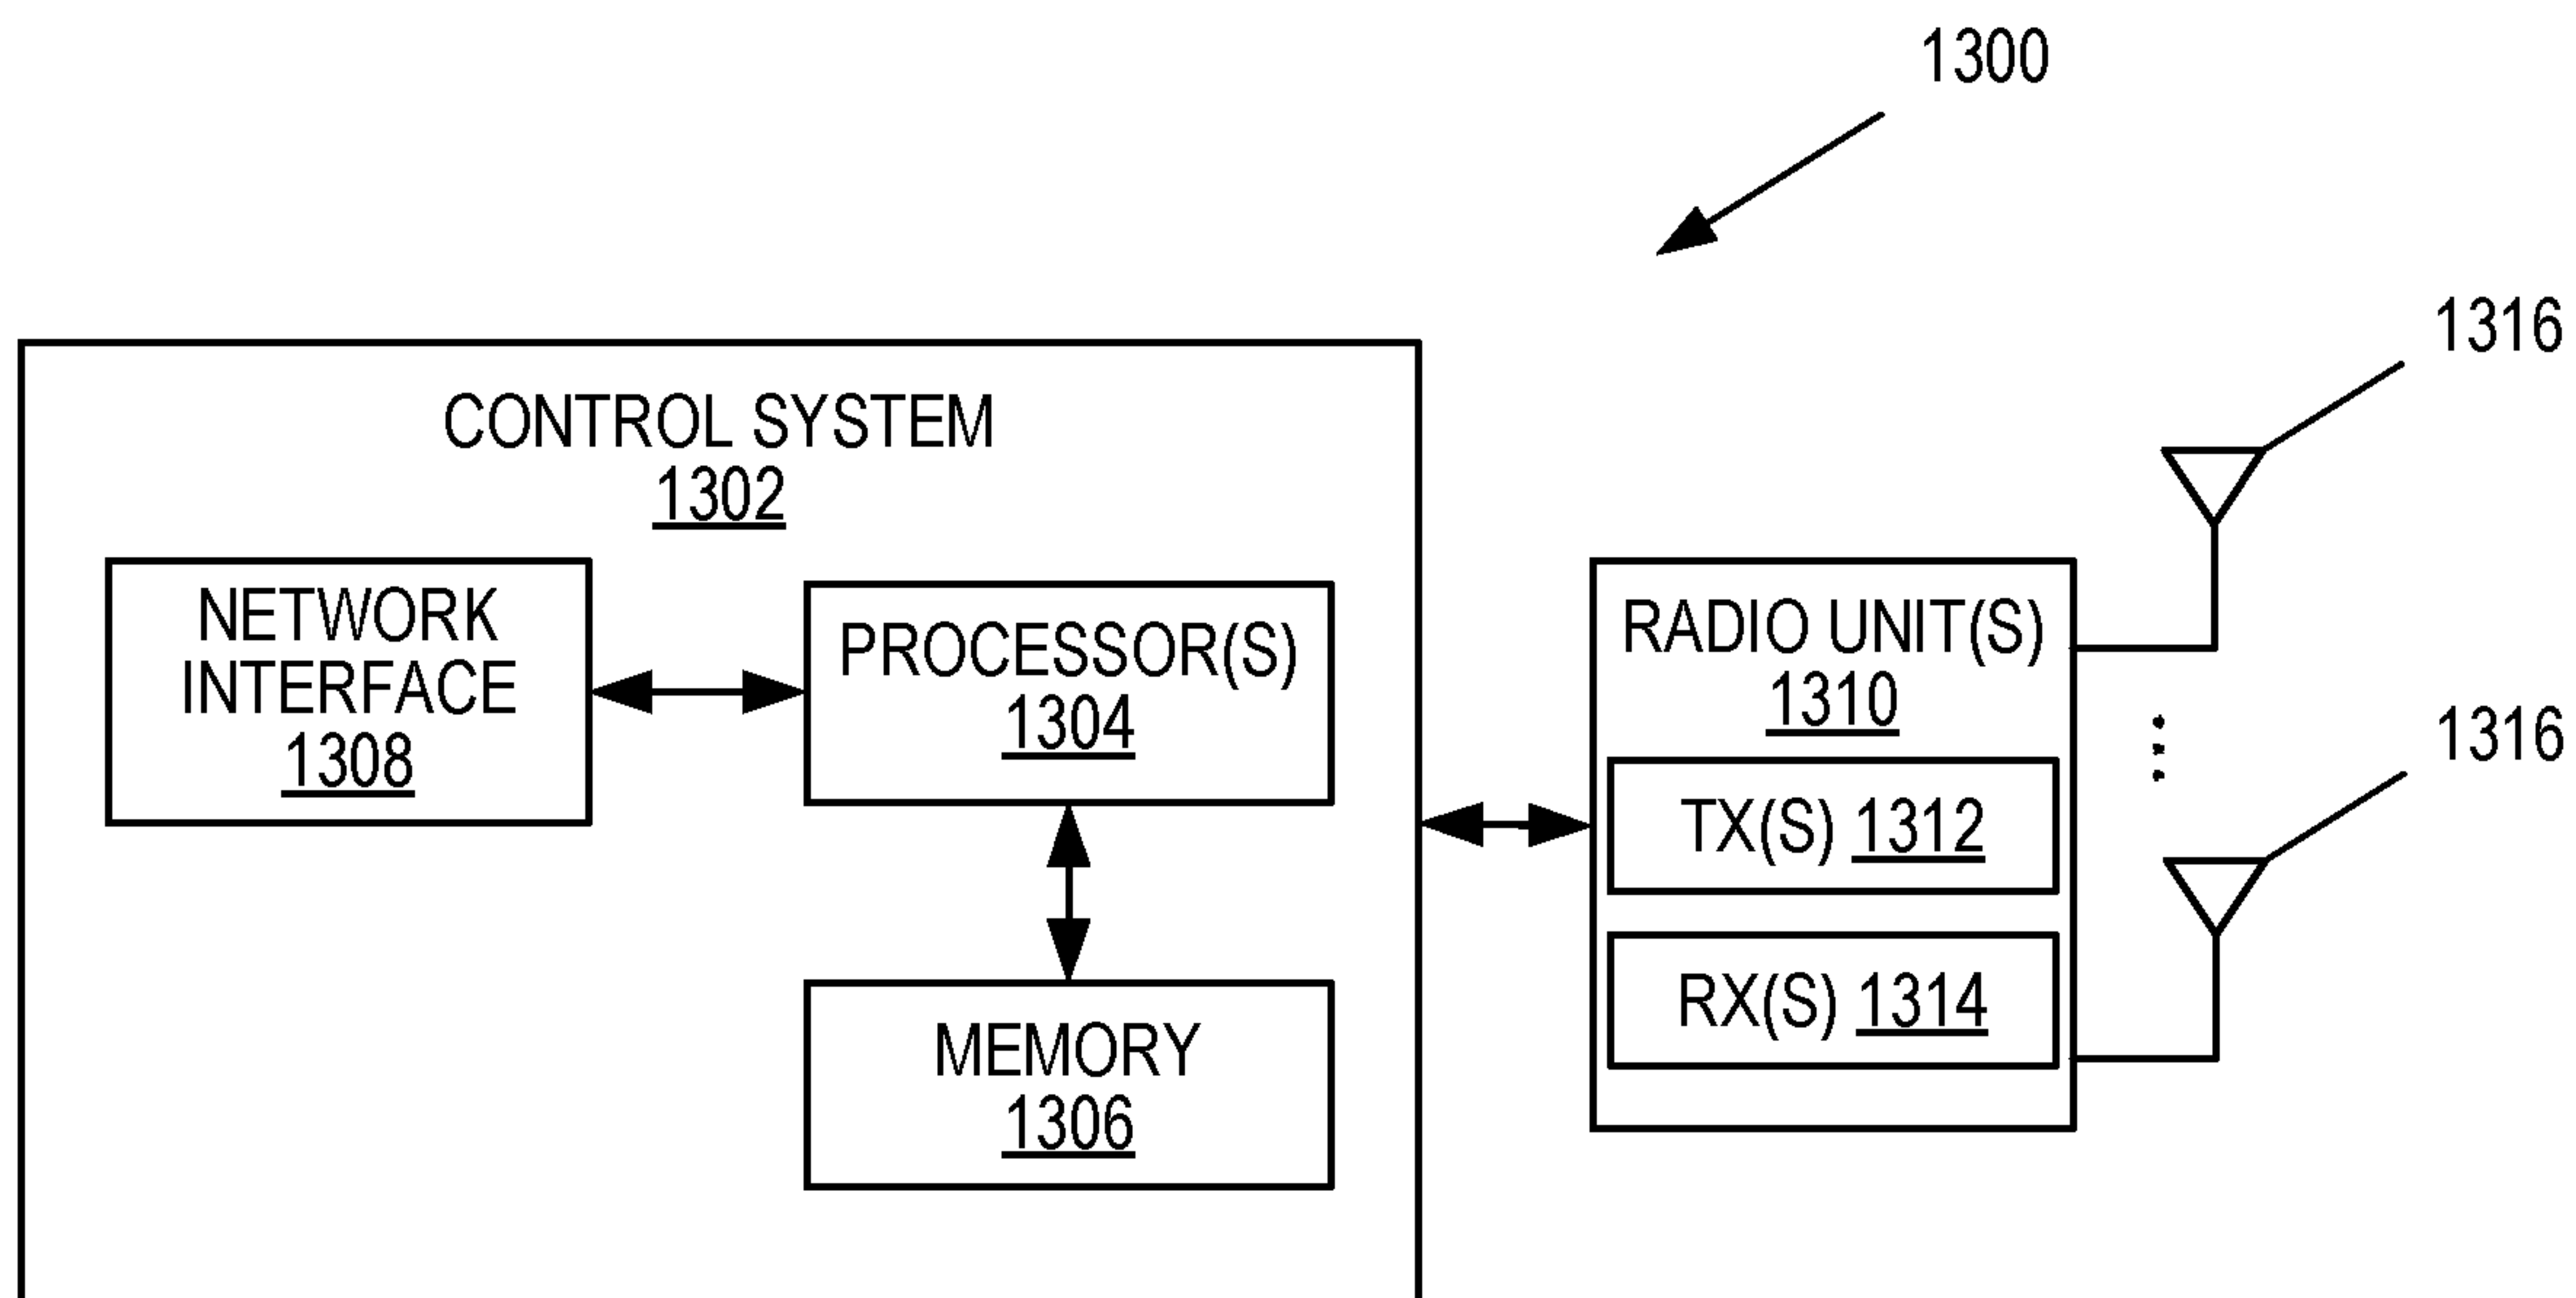 1300
1316
CONTROL SYSTEM
1302
NETWORK
INTERFACE
1308
PROCESSOR(S)
1304
MEMORY
1306
RADIO UNIT(S)
1310
TX(S) 1312
RX(S) 1314
1316